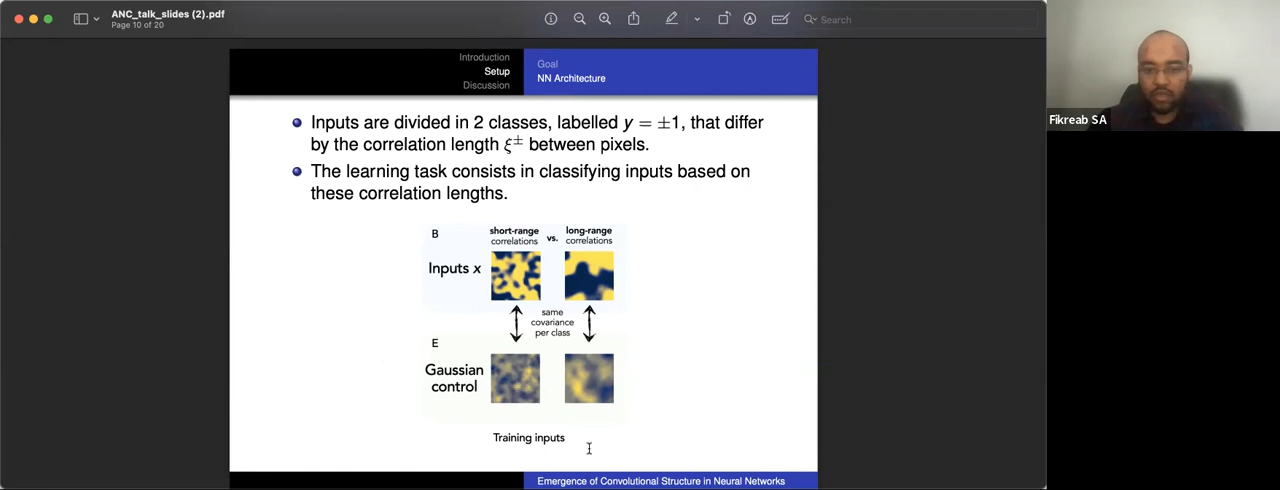 ANC_talk_slides (2).pdf
Page 10 of 20
Search
Introduction
Setup
Discussion
Goal
NN Architecture
Inputs are divided in 2 classes, labelled y = ±1, that differ
by the correlation length ξ± between pixels.
The learning task consists in classifying inputs based on
these correlation lengths.
B
short-range
correlations
vs.
long-range
correlations
Inputs x
same
covariance
per class
E
Gaussian
control
Training inputs
Emergence of Convolutional Structure in Neural Networks
Fikreab SA